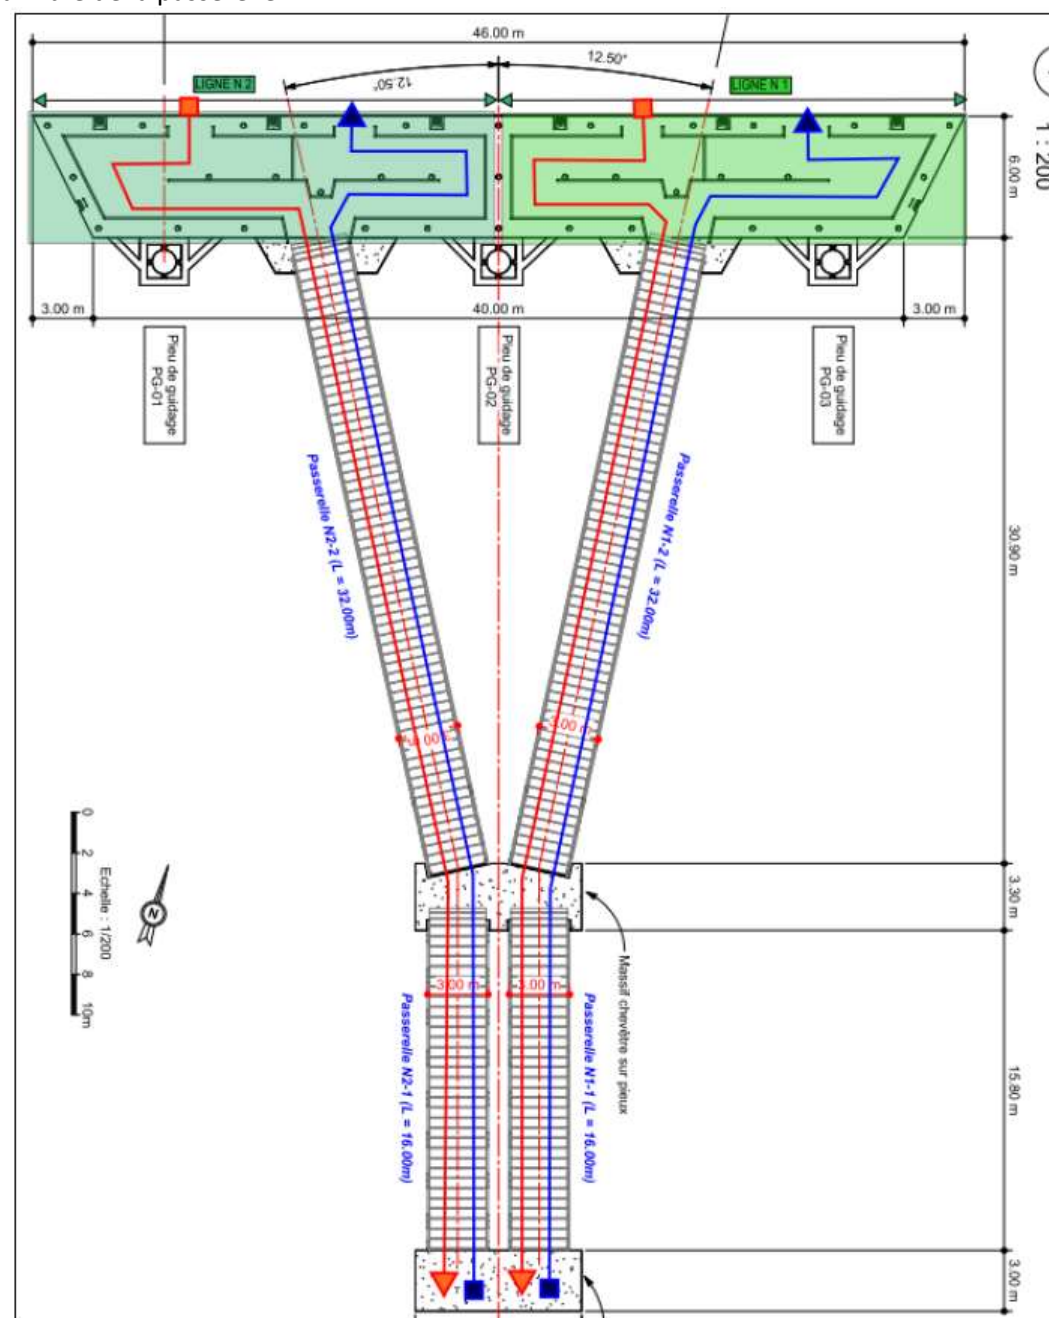 46.00 m
12.50°
12.50°
LIGNE N 2
LIGNE N 1
1 : 200
6.00 m
3.00 m
40.00 m
3.00 m
Pieu de guidage
PG-01
Pieu de guidage
PG-02
Pieu de guidage
PG-03
Passerelle N2-2 (L = 32.00m)
Passerelle N1-2 (L = 32.00m)
30.90 m
3.00 m
3.00 m
0 2 4 6 8 10m
Echelle : 1/200
N
3.30 m
Massif chevêtre sur pieux
3.00 m
3.00 m
Passerelle N2-1 (L = 16.00m)
Passerelle N1-1 (L = 16.00m)
15.80 m
3.00 m